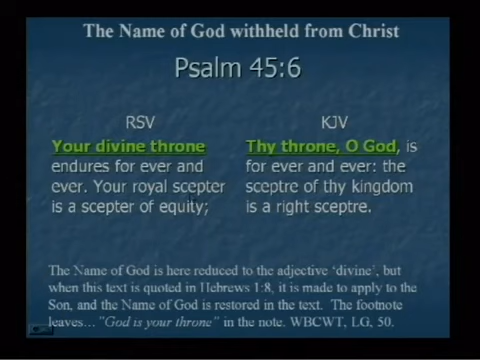 The Name of God withheld from Christ
Psalm 45:6
RSV
Your divine throne
endures for ever and
ever. Your royal scepter
is a scepter of equity;
KJV
Thy throne, O God, is
for ever and ever: the
sceptre of thy kingdom
is a right sceptre.
The Name of God is here reduced to the adjective ‘divine’, but
when this text is quoted in Hebrews 1:8, it is made to apply to the
Son, and the Name of God is restored in the text. The footnote
leaves... "God is your throne" in the note. WBCWT, LG, 50.